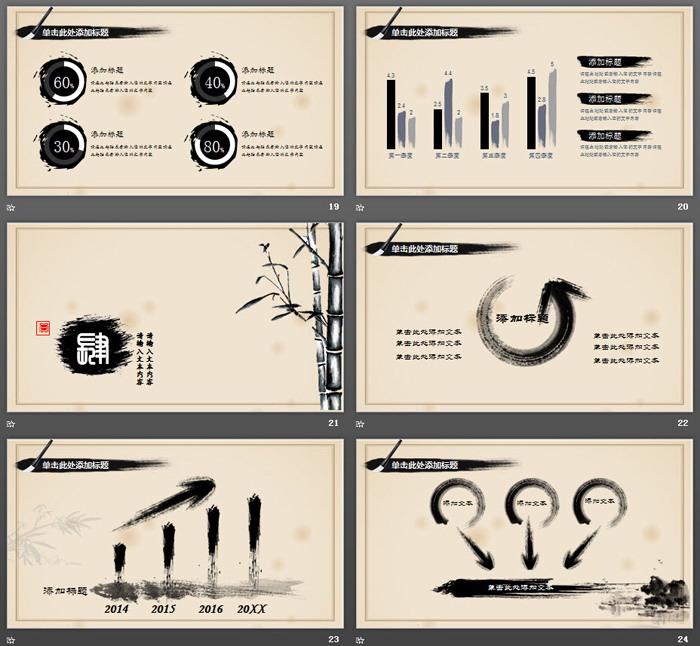 单击此处添加标题
60%
添加标题
40%
添加标题
30%
添加标题
80%
添加标题
19
单击此处添加标题
4.3
2.4
2
2.5
4.4
2
3.5
1.8
3
4.5
2.8
5
第一季度
第二季度
第三季度
第四季度
添加标题
添加标题
添加标题
20
肆
请输入文本内容
请输入文本内容
21
单击此处添加标题
添加标题
单击此处添加文本
单击此处添加文本
单击此处添加文本
单击此处添加文本
单击此处添加文本
单击此处添加文本
22
单击此处添加标题
添加标题
2014
2015
2016
20XX
23
单击此处添加标题
添加文本
添加文本
添加文本
单击此处添加文本
24